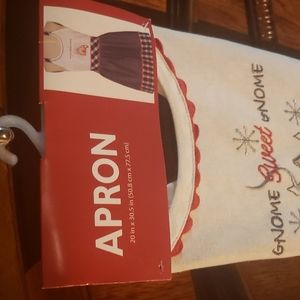 APRON
20 in x 30.5 in (50.8 cm x 77.5 cm)
GNOME Sweet GNOME